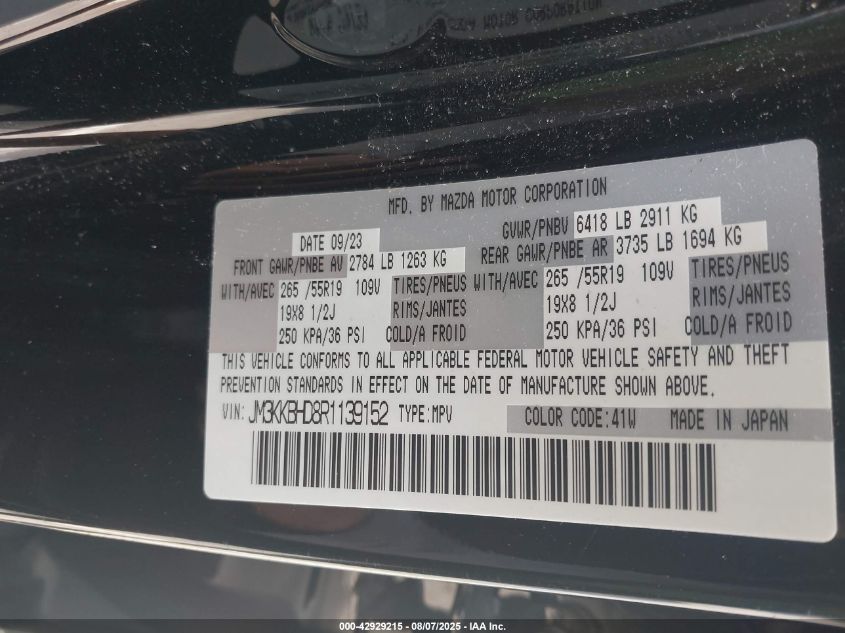 MFD. BY MAZDA MOTOR CORPORATION
DATE 09/23 GVWR/PNBV 6418 LB 2911 KG
FRONT GAWR/PNBE AV 2784 LB 1263 KG REAR GAWR/PNBE AR 3735 LB 1694 KG
WITH/AVEC 265 /55R19 109V TIRES/PNEUS WITH/AVEC 265 /55R19 109V TIRES/PNEUS
19X8 1/2J RIMS/JANTES 19X8 1/2J RIMS/JANTES
250 KPA/36 PSI COLD/A FROID 250 KPA/36 PSI COLD/A FROID
THIS VEHICLE CONFORMS TO ALL APPLICABLE FEDERAL MOTOR VEHICLE SAFETY AND THEFT
PREVENTION STANDARDS IN EFFECT ON THE DATE OF MANUFACTURE SHOWN ABOVE.
VIN: JM3KKBHD8R1139152 TYPE:MPV COLOR CODE:41W MADE IN JAPAN
000-42929215 - 08/07/2025 - IAA Inc.